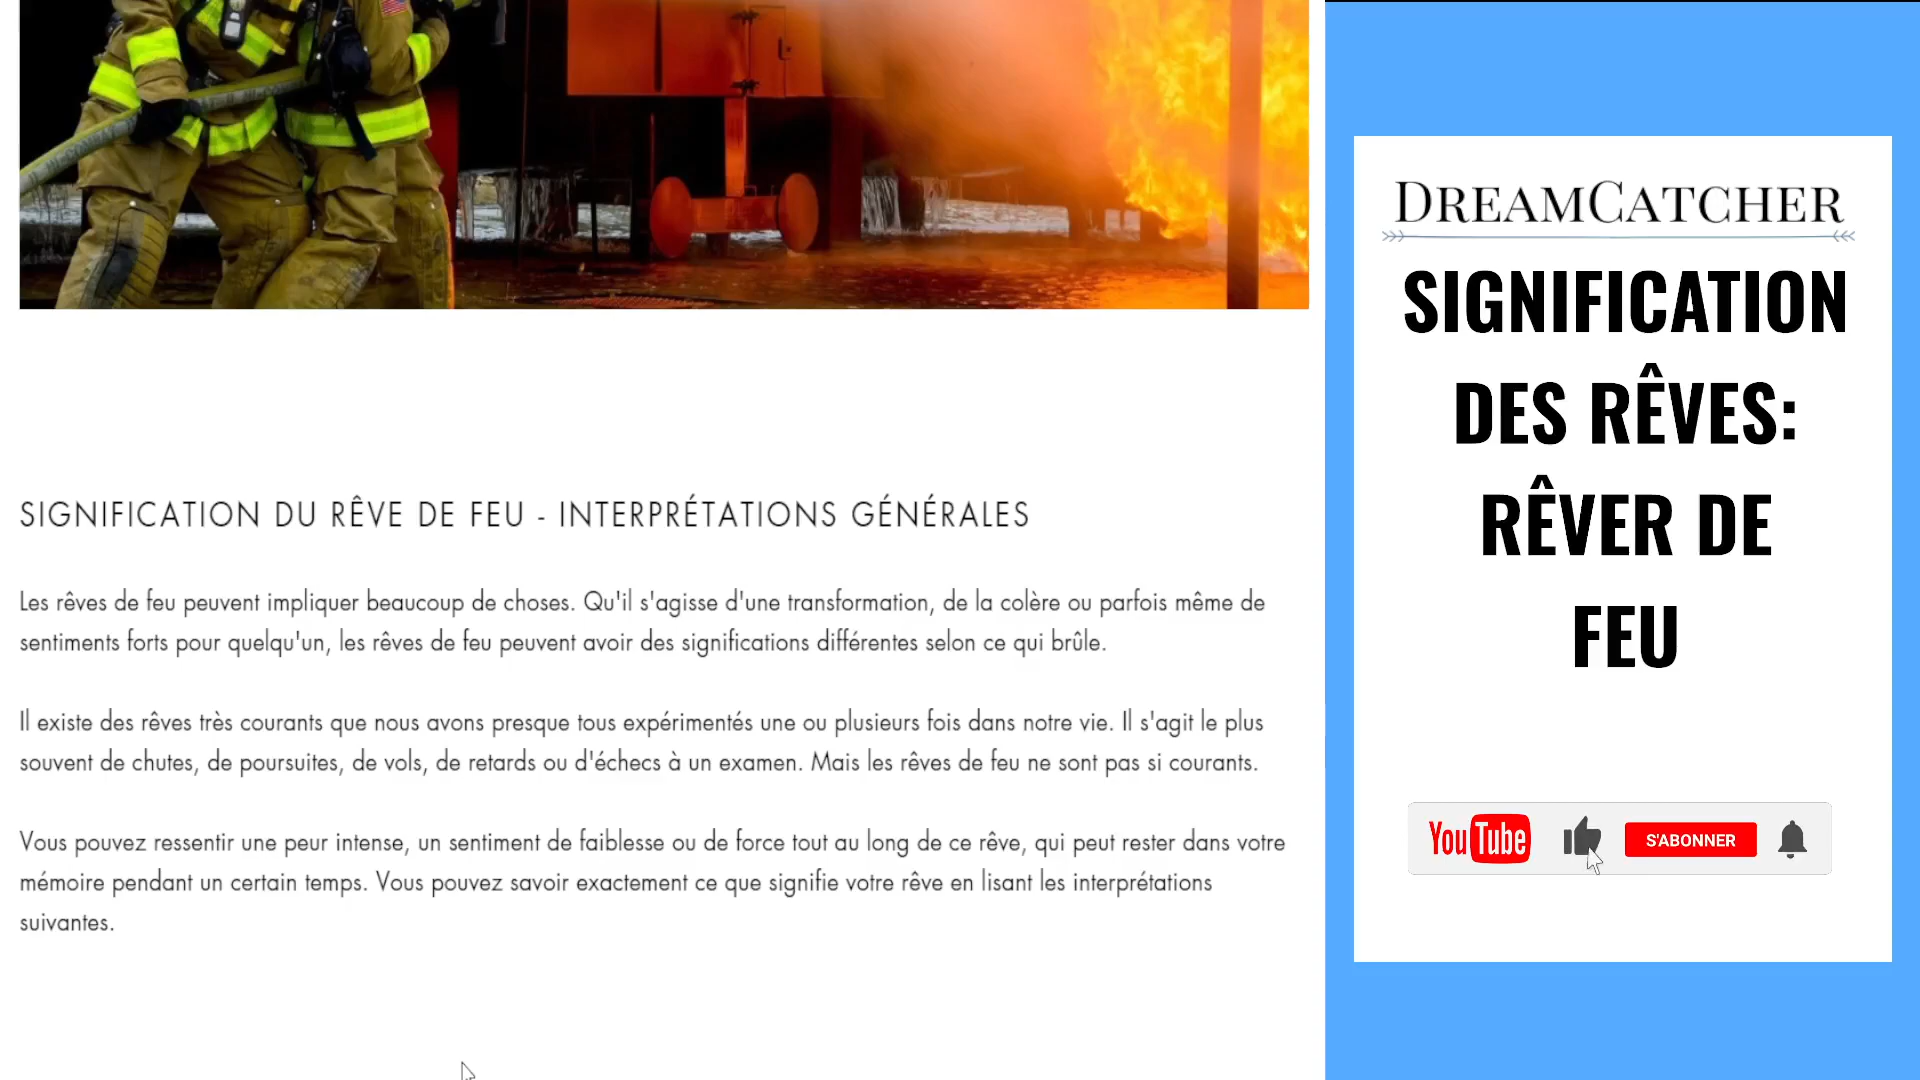 SIGNIFICATION DU RÊVE DE FEU - INTERPRÉTATIONS GÉNÉRALES
Les rêves de feu peuvent impliquer beaucoup de choses. Qu'il s'agisse d'une transformation, de la colère ou parfois même de
sentiments forts pour quelqu'un, les rêves de feu peuvent avoir des significations différentes selon ce qui brûle.
Il existe des rêves très courants que nous avons presque tous expérimentés une ou plusieurs fois dans notre vie. Il s'agit le plus
souvent de chutes, de poursuites, de vols, de retards ou d'échecs à un examen. Mais les rêves de feu ne sont pas si courants.
Vous pouvez ressentir une peur intense, un sentiment de faiblesse ou de force tout au long de ce rêve, qui peut rester dans votre
mémoire pendant un certain temps. Vous pouvez savoir exactement ce que signifie votre rêve en lisant les interprétations
suivantes.
DREAMCATCHER
SIGNIFICATION
DES RÊVES:
RÊVER DE
FEU
YouTube
S'ABONNER